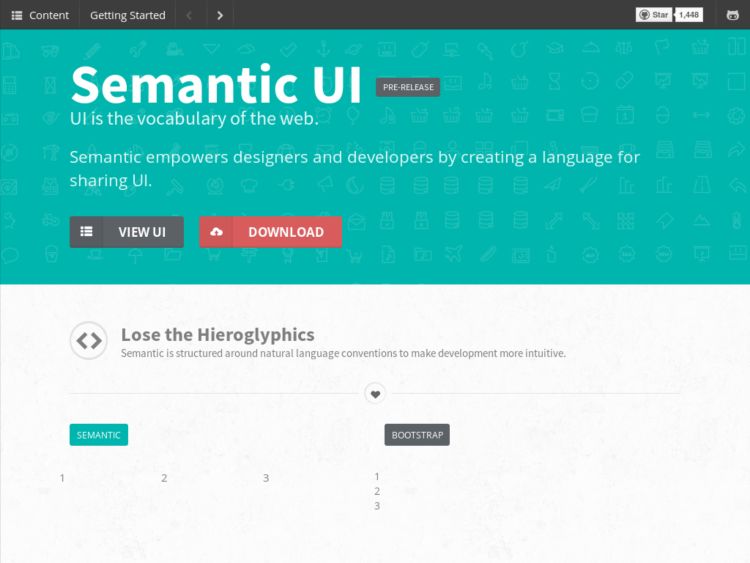 Content
Getting Started
Star
1,448
Semantic UI
PRE-RELEASE
UI is the vocabulary of the web.
Semantic empowers designers and developers by creating a language for
sharing UI.
VIEW UI
DOWNLOAD
Lose the Hieroglyphics
Semantic is structured around natural language conventions to make development more intuitive.
SEMANTIC
1 2 3
BOOTSTRAP
1
2
3